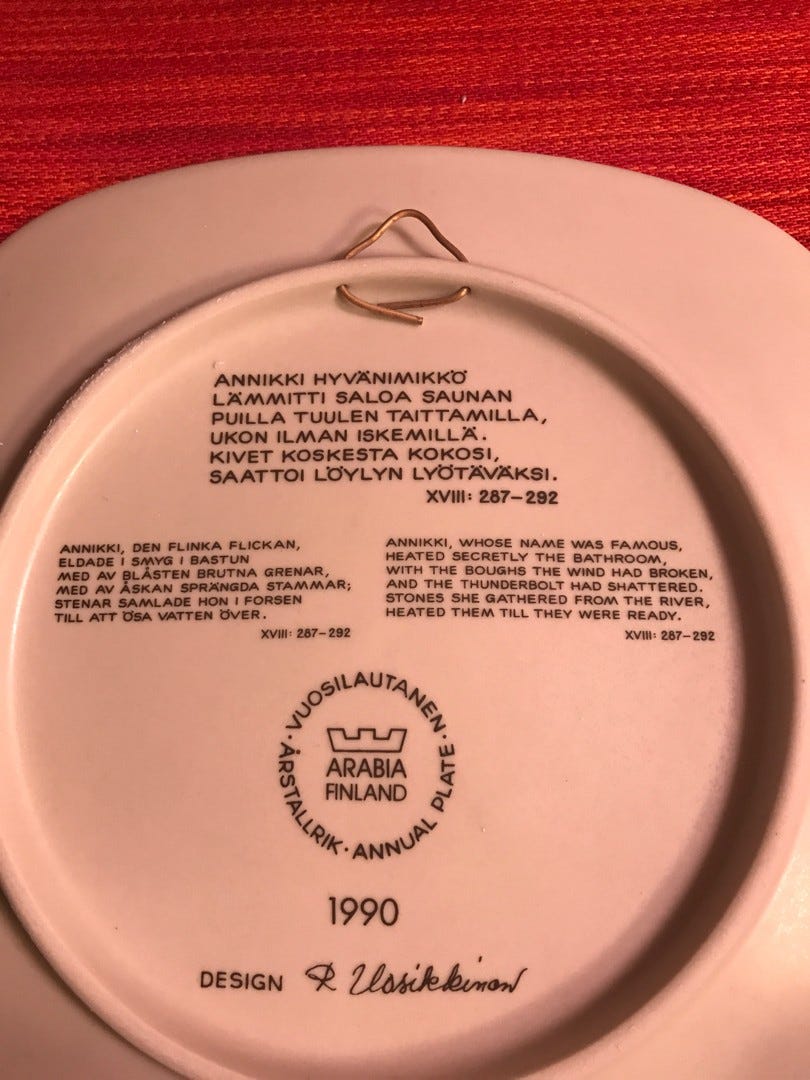 ANNIKKI HYVÄNIMIKKÖ
LÄMMITTI SALOA SAUNAN
PUILLA TUULEN TAITTAMILLA,
UKON ILMAN ISKEMILLÄ.
KIVET KOSKESTA KOKOSI,
SAATTOI LÖYLYN LYÖTÄVÄKSI.
XVIII: 287-292
ANNIKKI, DEN FLINKA FLICKAN,
ELDADE I SMYG I BASTUN
MED AV BLÅSTEN BRUTNA GRENAR,
MED AV ÅSKAN SPRÄNGDA STAMMAR;
STENAR SAMLADE HON I FORSEN
TILL ATT ÖSA VATTEN ÖVER.
XVIII: 287-292
ANNIKKI, WHOSE NAME WAS FAMOUS,
HEATED SECRETLY THE BATHROOM,
WITH THE BOUGHS THE WIND HAD BROKEN,
AND THE THUNDERBOLT HAD SHATTERED.
STONES SHE GATHERED FROM THE RIVER,
HEATED THEM TILL THEY WERE READY.
XVIII: 287-292
· VUOSILAUTANEN · ANNUAL PLATE · ÅRSTALLRIK
ARABIA
FINLAND
1990
DESIGN R Uosikkinen